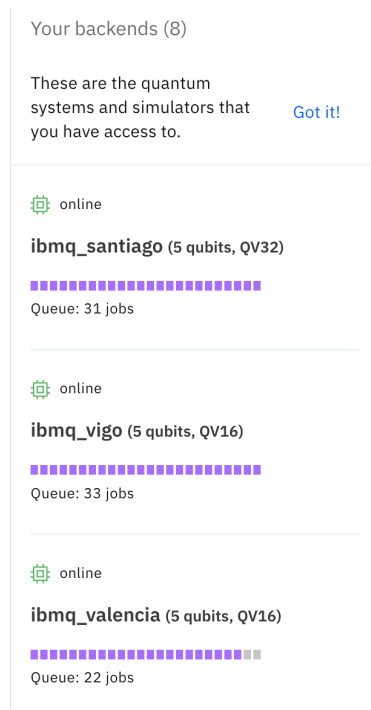 Your backends (8)
These are the quantum
systems and simulators that
you have access to.
Got it!
online
ibmq_santiago (5 qubits, QV32)
Queue: 31 jobs
online
ibmq_vigo (5 qubits, QV16)
Queue: 33 jobs
online
ibmq_valencia (5 qubits, QV16)
Queue: 22 jobs